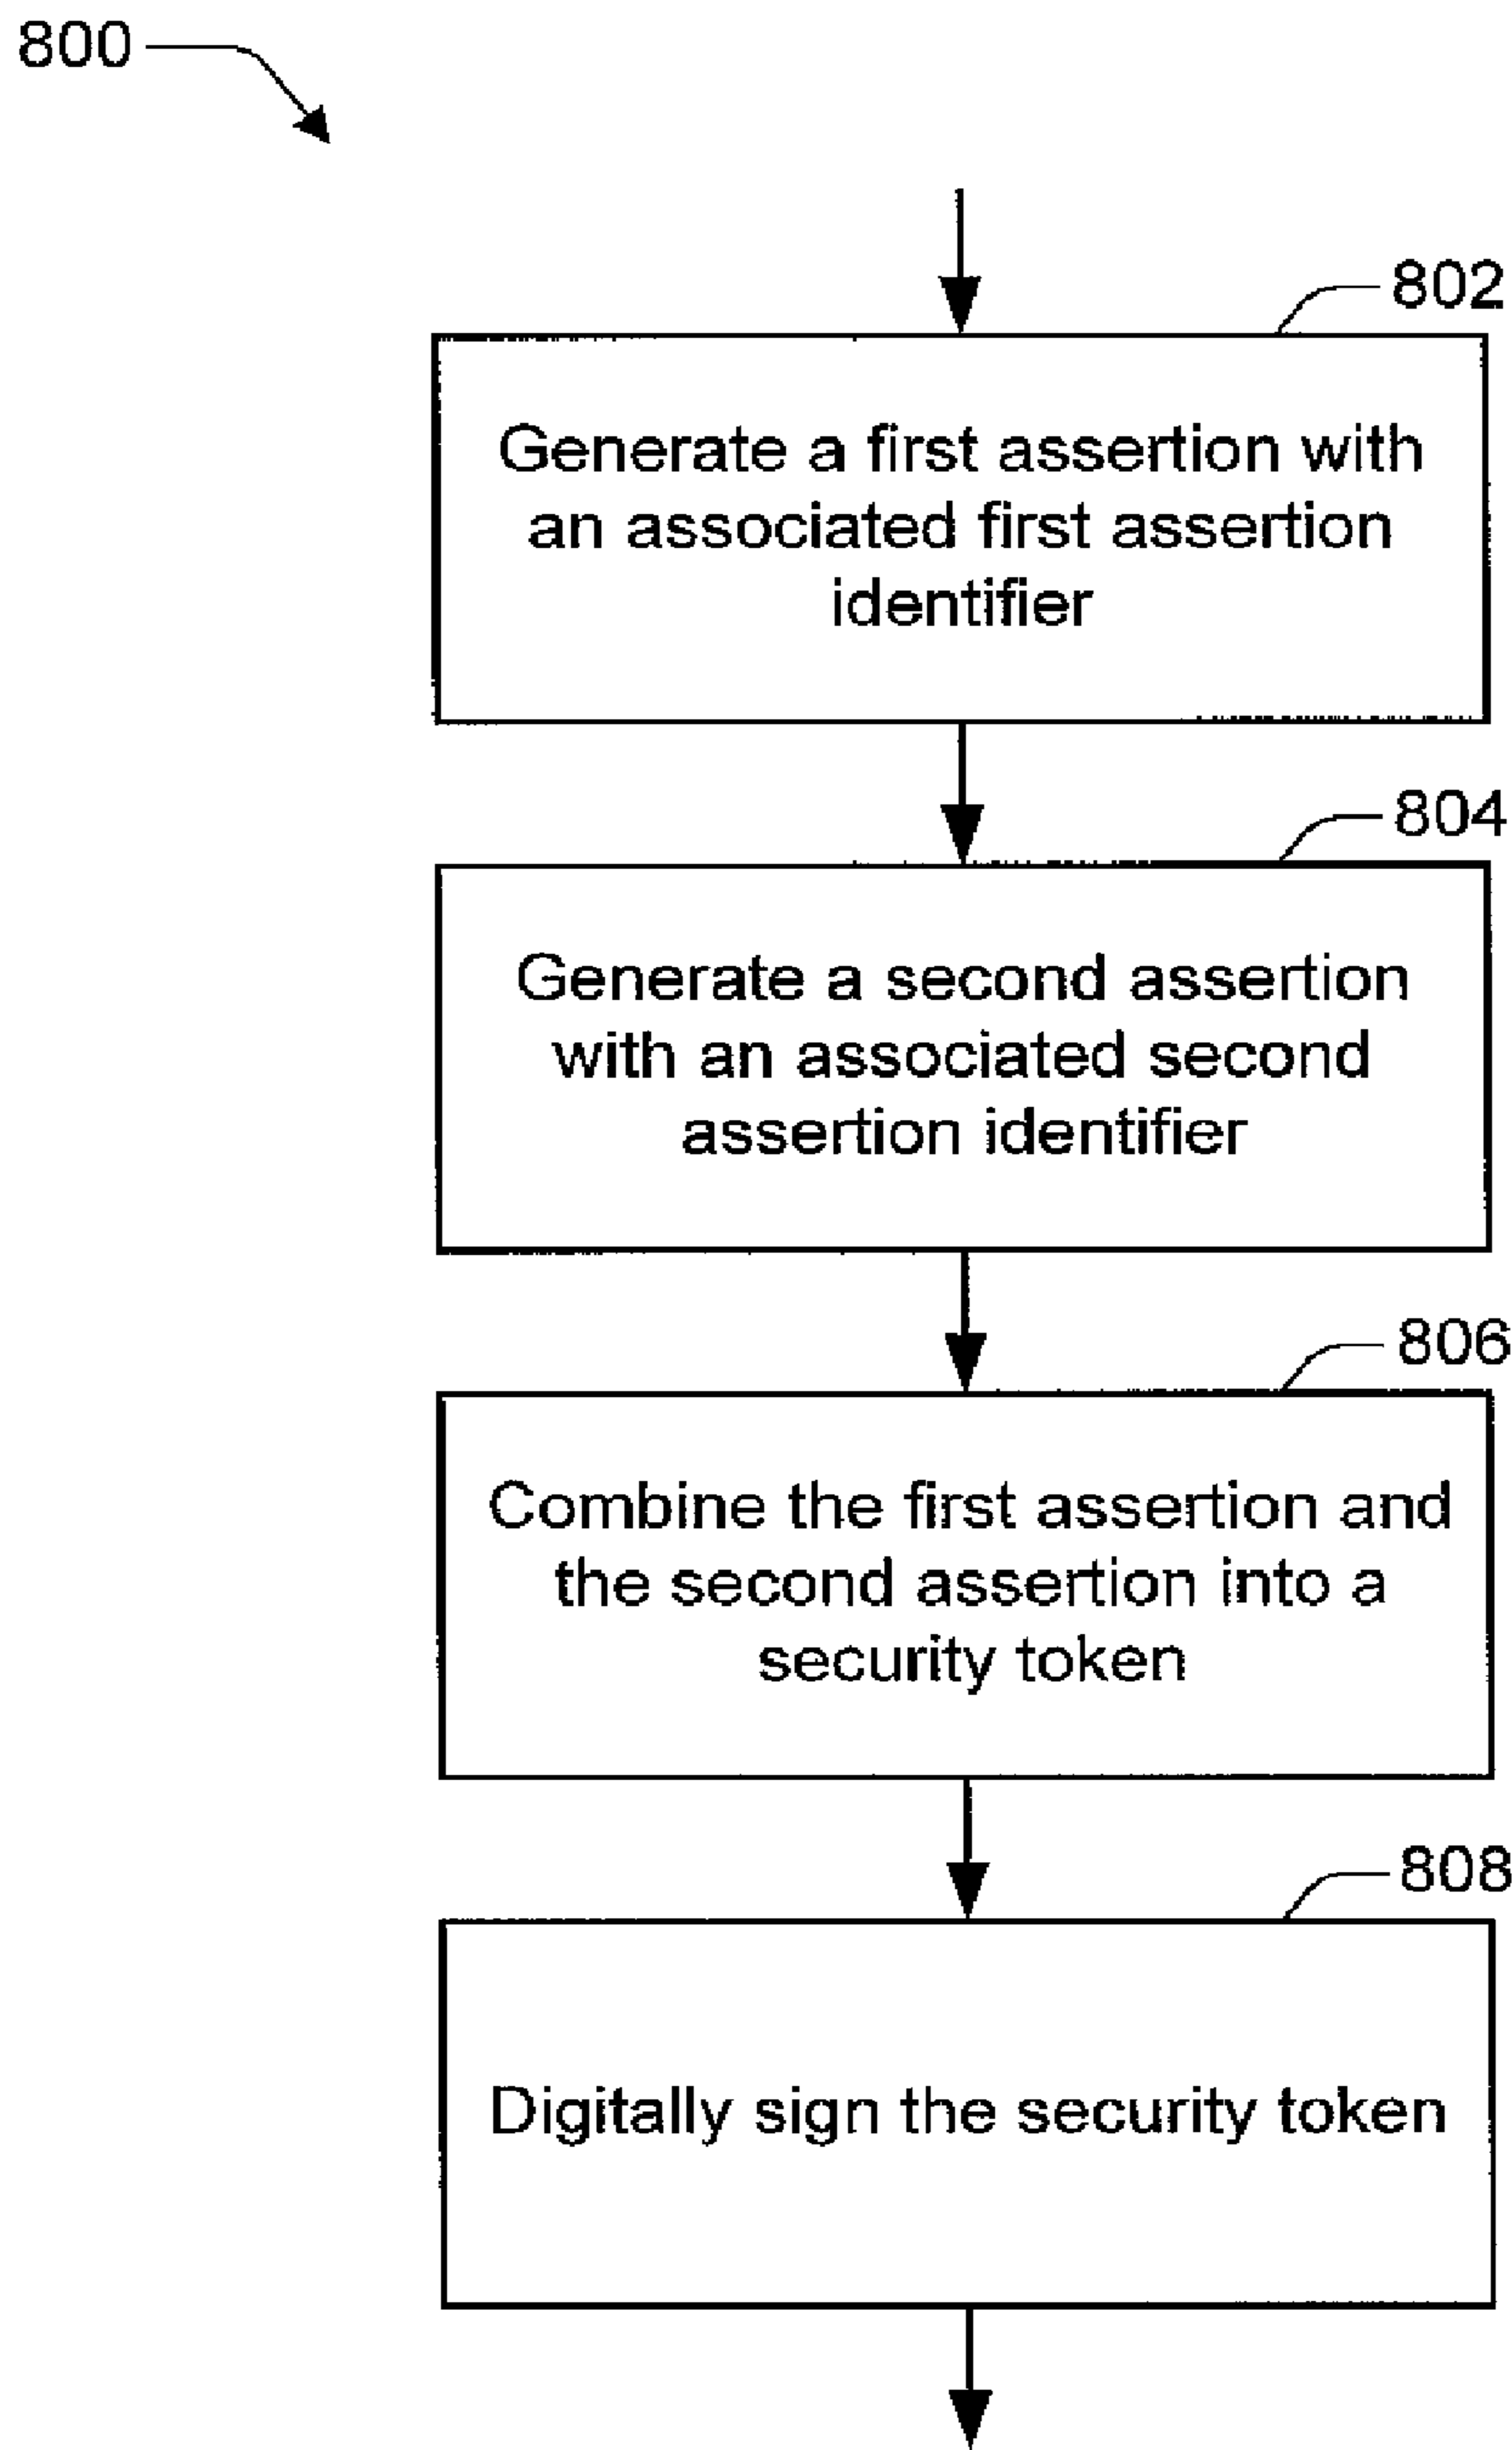 800
802
Generate a first assertion with
an associated first assertion
identifier
804
Generate a second assertion
with an associated second
assertion identifier
806
Combine the first assertion and
the second assertion into a
security token
808
Digitally sign the security token